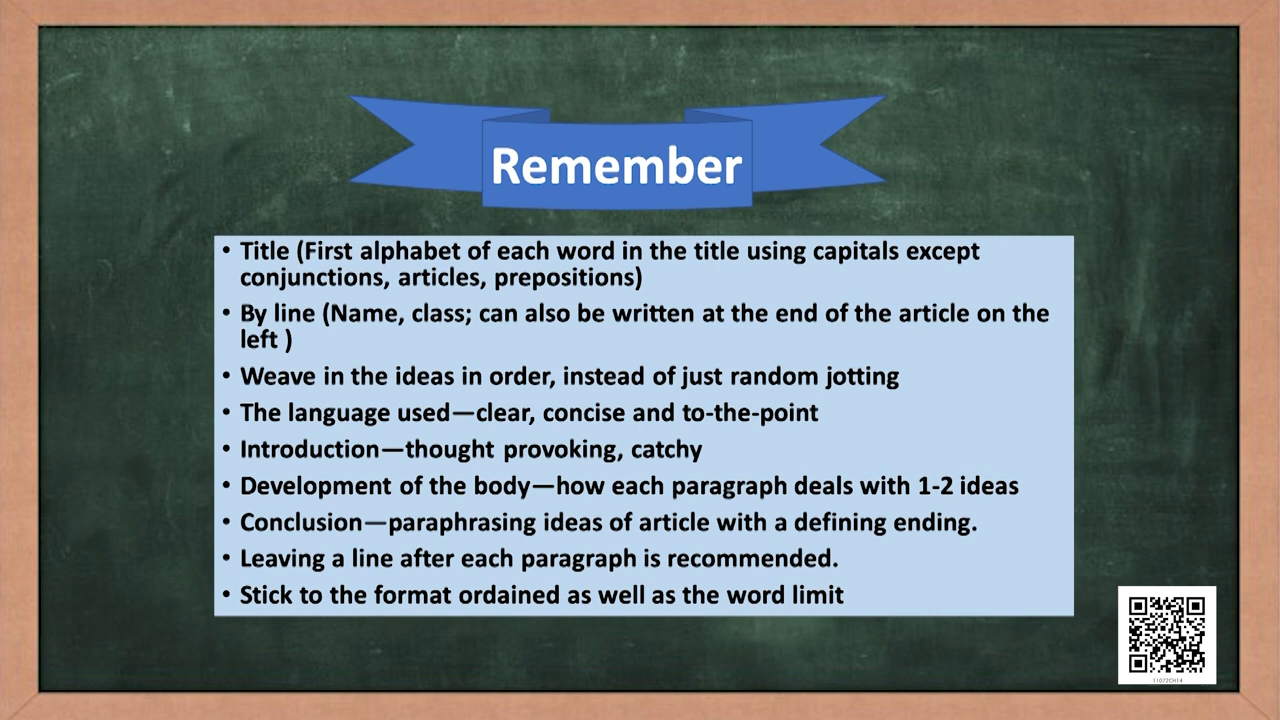 Remember
• Title (First alphabet of each word in the title using capitals except
conjunctions, articles, prepositions)
• By line (Name, class; can also be written at the end of the article on the
left )
• Weave in the ideas in order, instead of just random jotting
• The language used—clear, concise and to-the-point
• Introduction—thought provoking, catchy
• Development of the body—how each paragraph deals with 1-2 ideas
• Conclusion—paraphrasing ideas of article with a defining ending.
• Leaving a line after each paragraph is recommended.
• Stick to the format ordained as well as the word limit
11072CH14